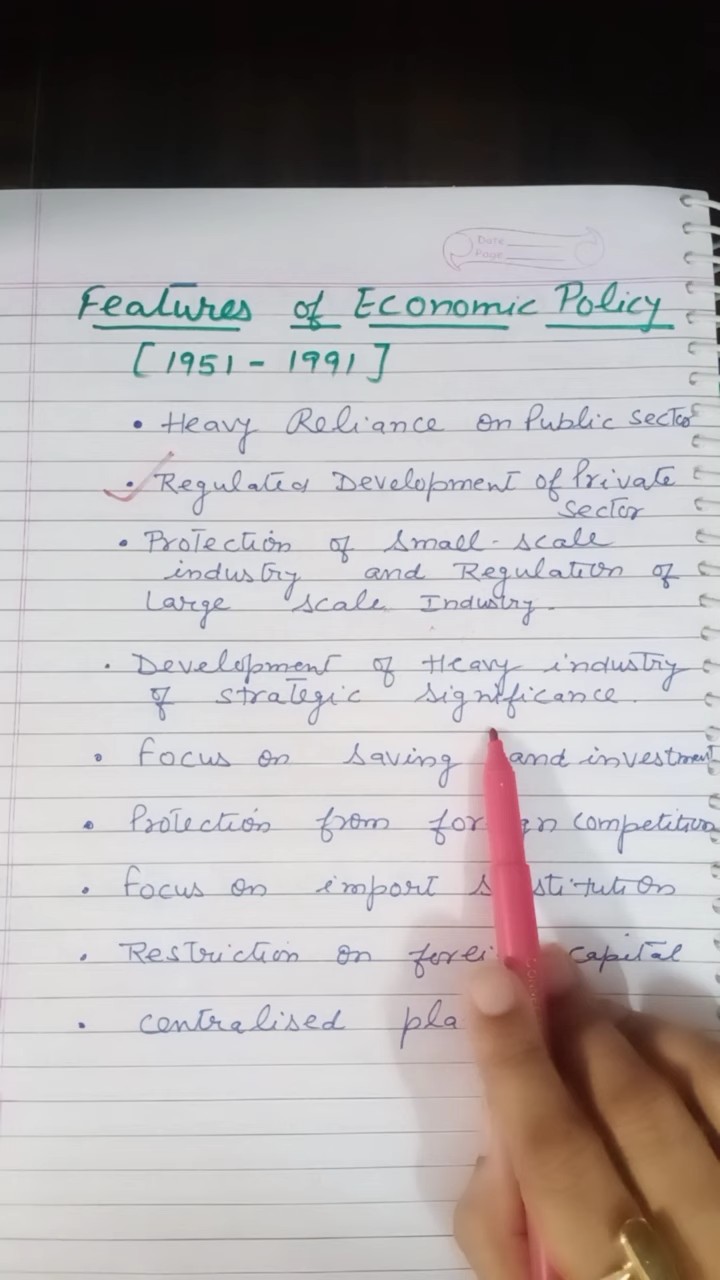 Date
Page
Features of Economic Policy
[1951 - 1991]
• Heavy Reliance on Public sector
• Regulated Development of Private
sector
• Protection of small-scale
industry and Regulation of
Large scale Industry.
• Development of Heavy industry
of strategic significance.
• focus on saving and investment
• Protection from competition
• focus on import
• Restriction on capital
• centralised